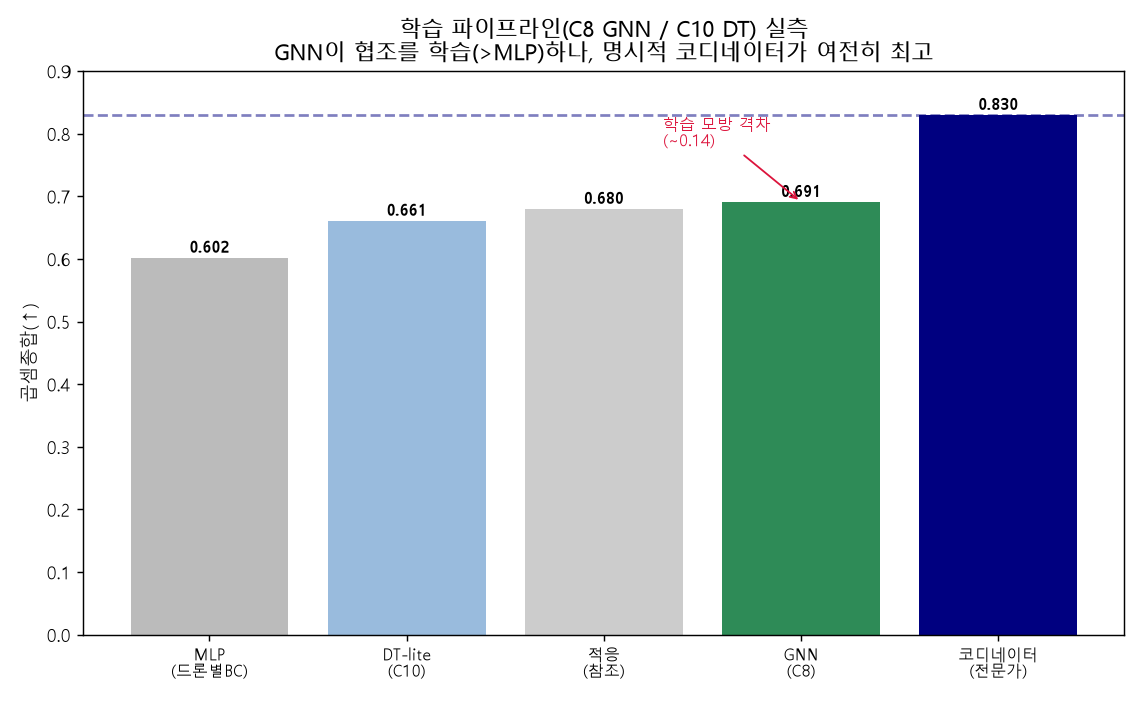 학습 파이프라인(C8 GNN / C10 DT) 실측
GNN이 협조를 학습(>MLP)하나, 명시적 코디네이터가 여전히 최고
곱셈종합(↑)
0.9
0.8
0.7
0.6
0.5
0.4
0.3
0.2
0.1
0.0
0.602
0.661
0.680
0.691
0.830
학습 모방 격차
(~0.14)
MLP
(드론별BC)
DT-lite
(C10)
적응
(참조)
GNN
(C8)
코디네이터
(전문가)